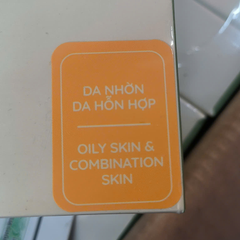 DA NHỜN
DA HỖN HỢP
OILY SKIN &
COMBINATION
SKIN